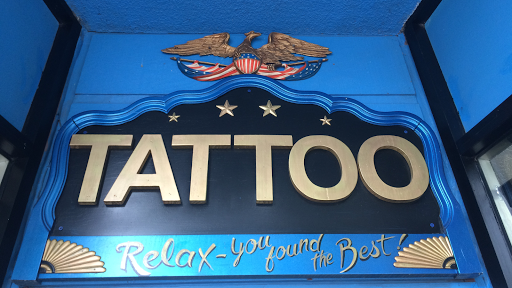 TATTOO
Relax - you found the Best!